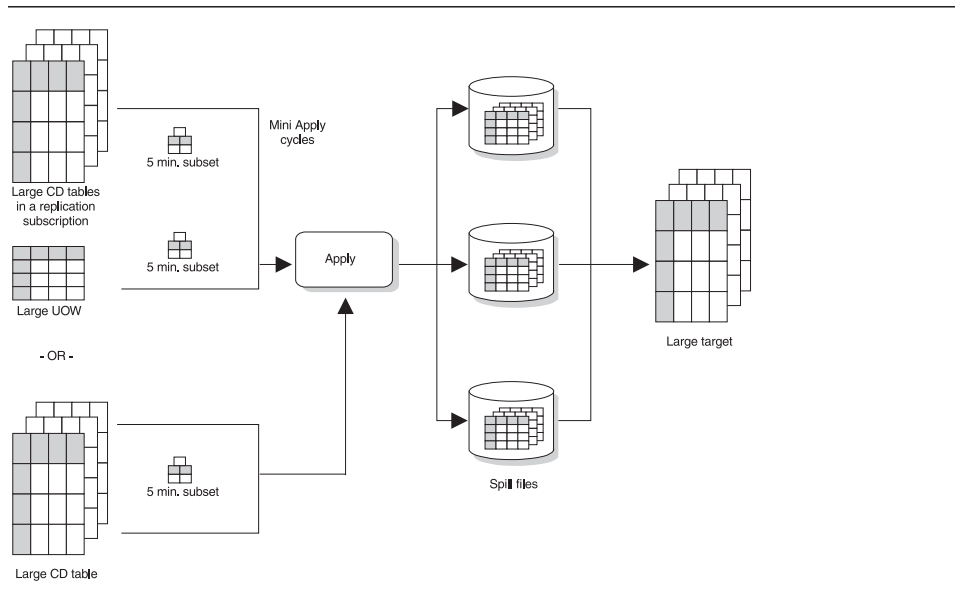 Mini Apply
cycles
5 min. subset
Large CD tables
in a replication
subscription
5 min. subset
Apply
Large UOW
Large target
- OR -
5 min. subset
Spill files
Large CD table